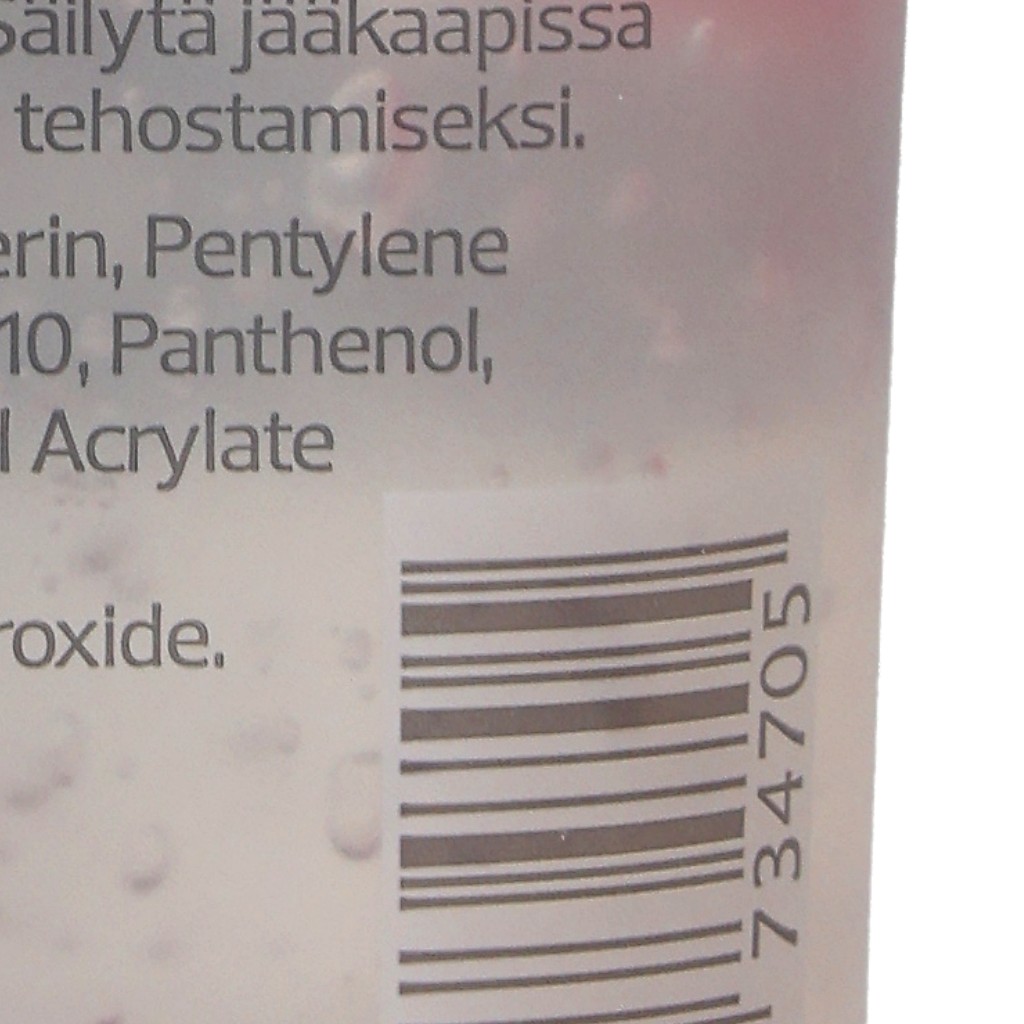 Säilytä jääkaapissa
tehostamiseksi.
erin, Pentylene
10, Panthenol,
l Acrylate
roxide.
734705